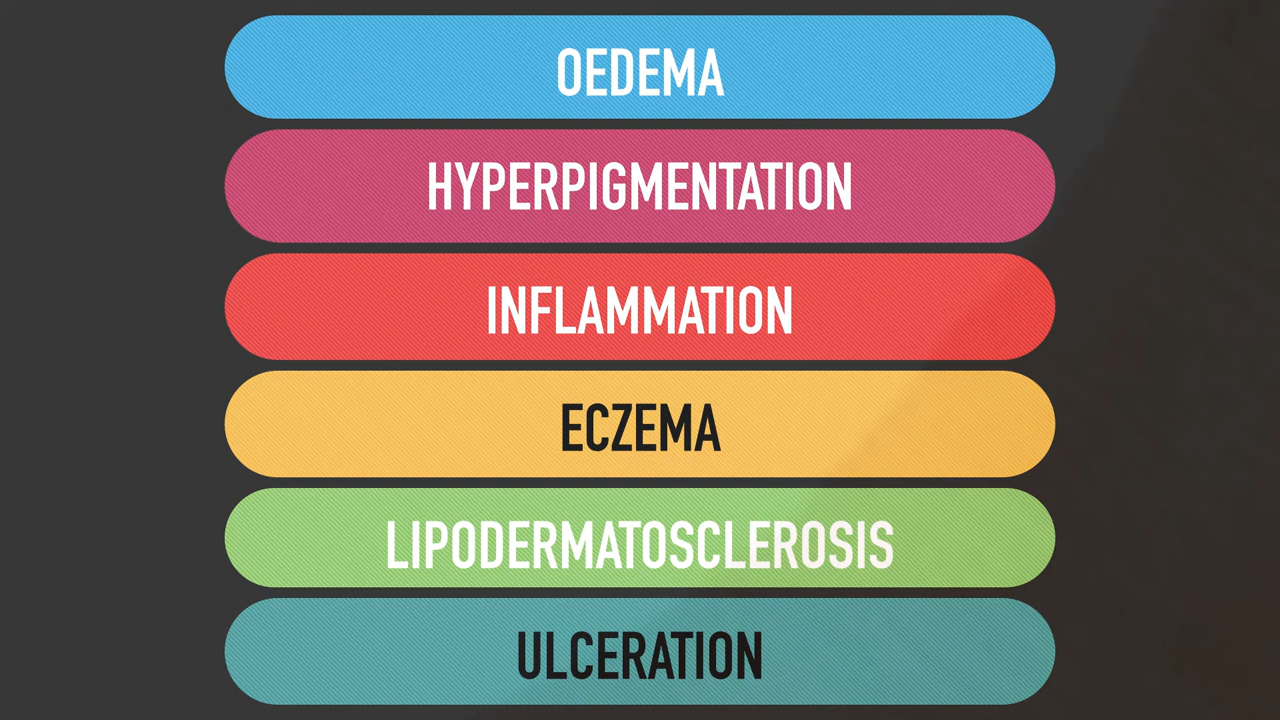 OEDEMA
HYPERPIGMENTATION
INFLAMMATION
ECZEMA
LIPODERMATOSCLEROSIS
ULCERATION